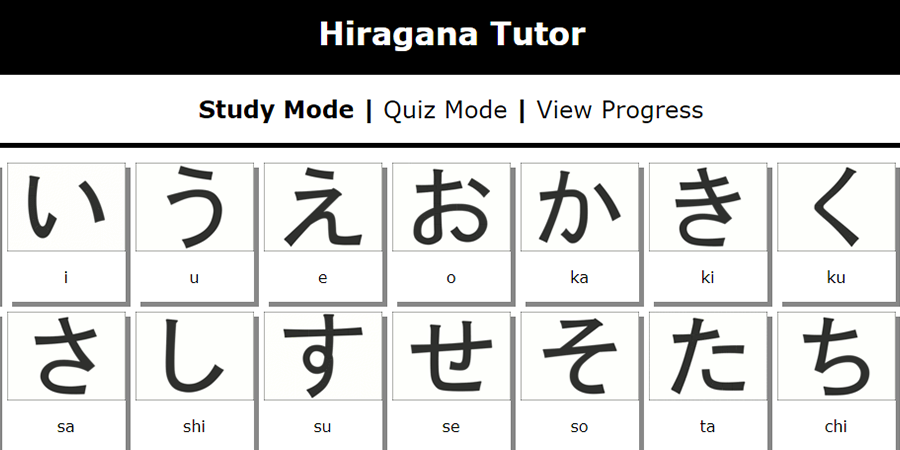 Hiragana Tutor
Study Mode | Quiz Mode | View Progress
い う え お か き く
i u e o ka ki ku
さ し す せ そ た ち
sa shi su se so ta chi